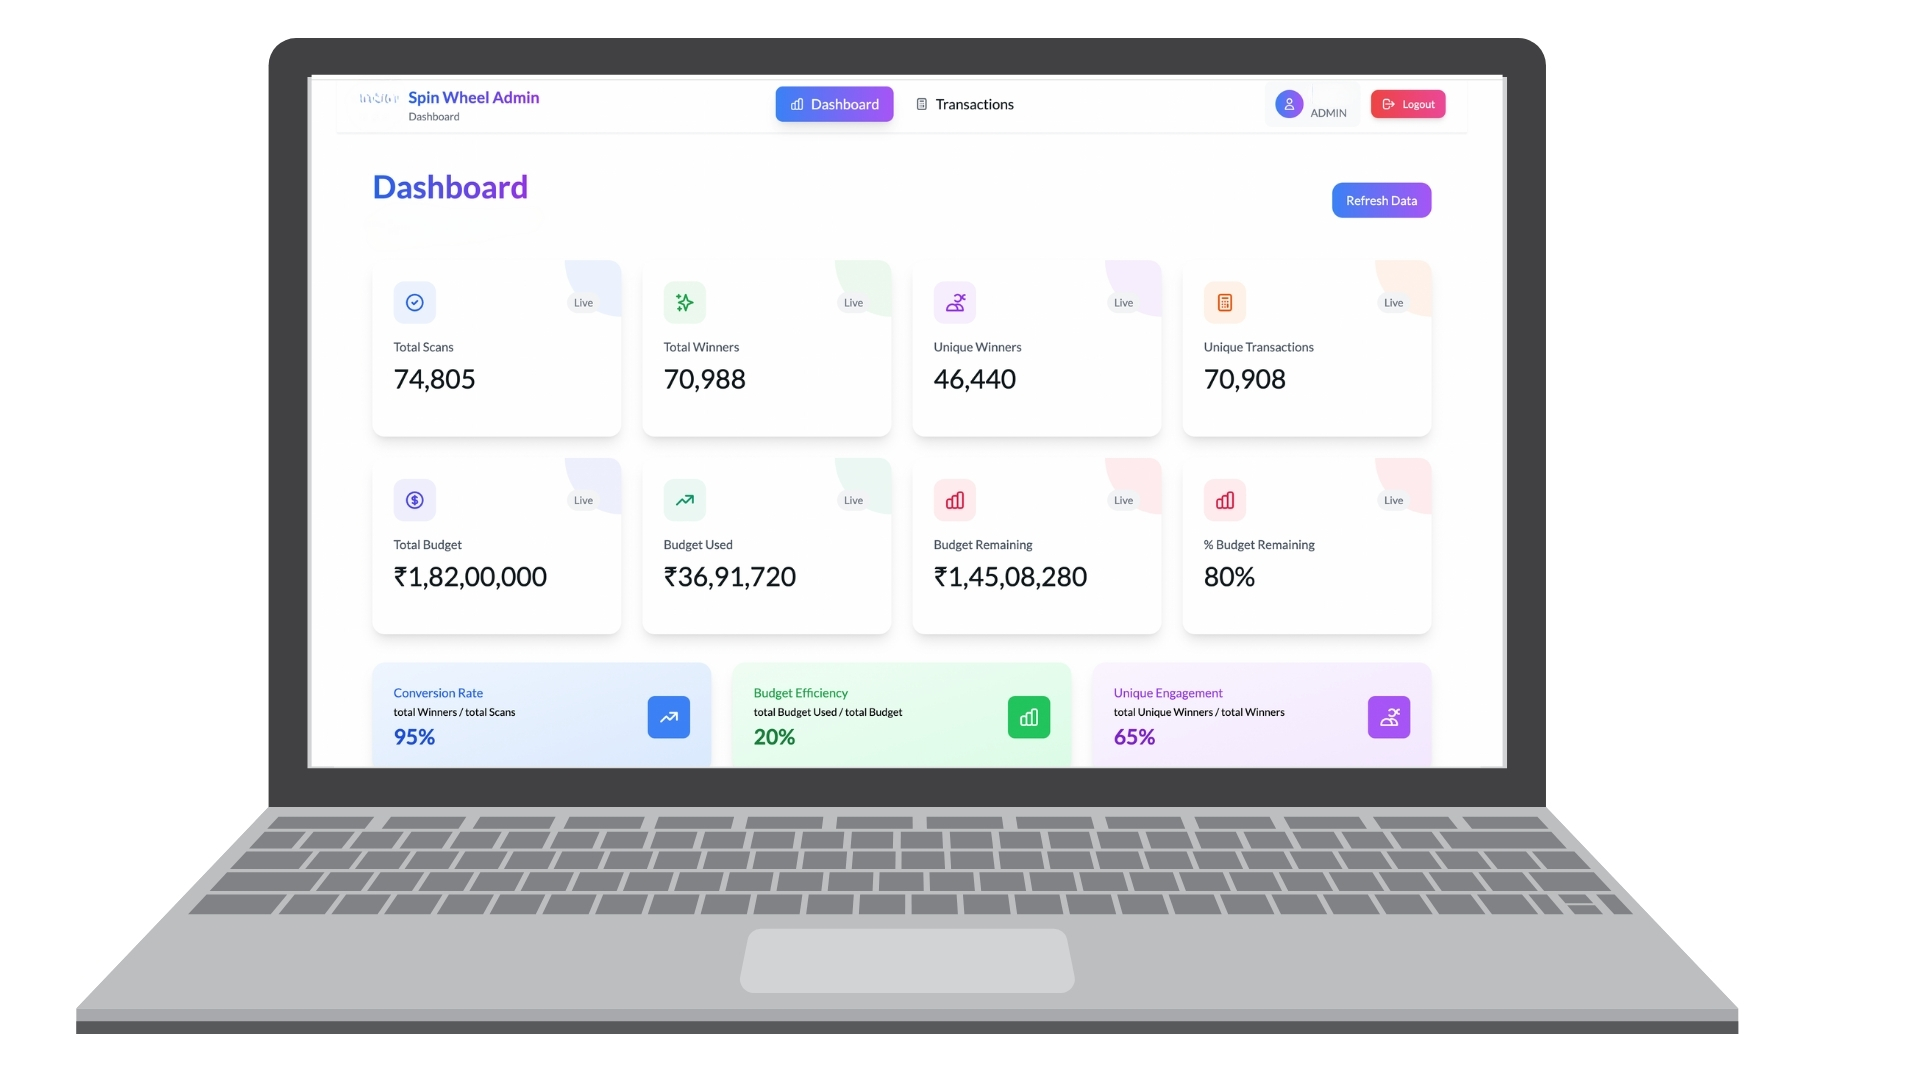 Spin Wheel Admin
Dashboard
Dashboard
Transactions
ADMIN
Logout
Dashboard
Refresh Data
Live
Live
Live
Live
Total Scans
Total Winners
Unique Winners
Unique Transactions
74,805
70,988
46,440
70,908
Live
Live
Live
Live
Total Budget
Budget Used
Budget Remaining
% Budget Remaining
₹1,82,00,000
₹36,91,720
₹1,45,08,280
80%
Conversion Rate
total Winners / total Scans
95%
Budget Efficiency
total Budget Used / total Budget
20%
Unique Engagement
total Unique Winners / total Winners
65%